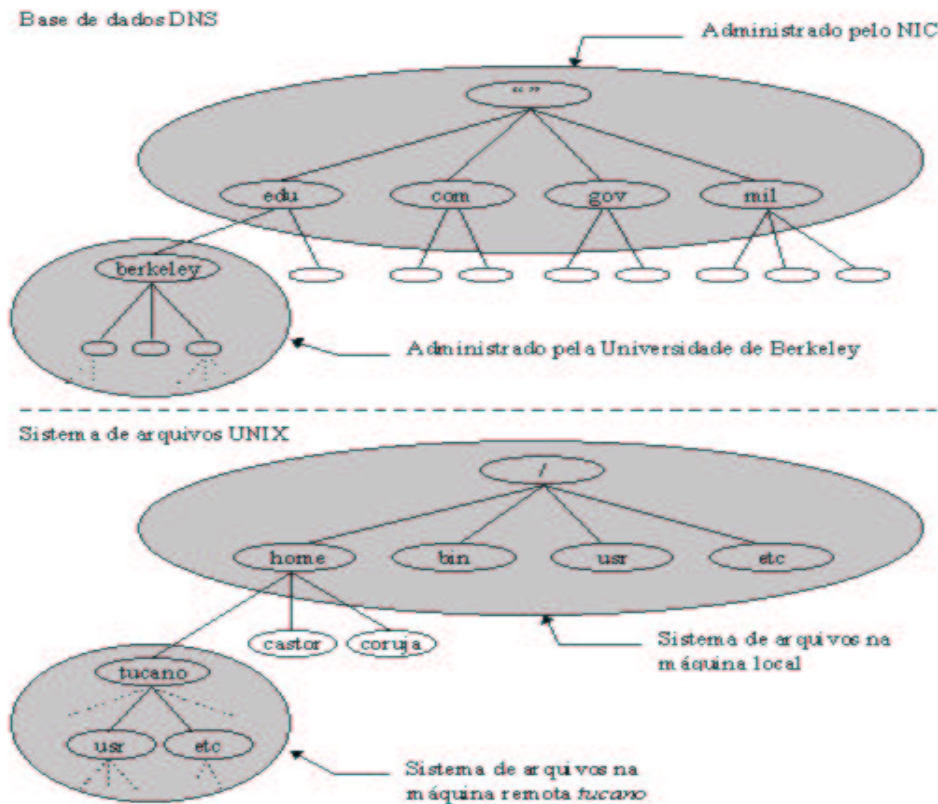 Base de dados DNS
Administrado pelo NIC
“ ”
edu
com
gov
mil
berkeley
Administrado pela Universidade de Berkeley
Sistema de arquivos UNIX
/
home
bin
usr
etc
castor
coruja
Sistema de arquivos na
máquina local
tucano
usr
etc
Sistema de arquivos na
máquina remota tucano